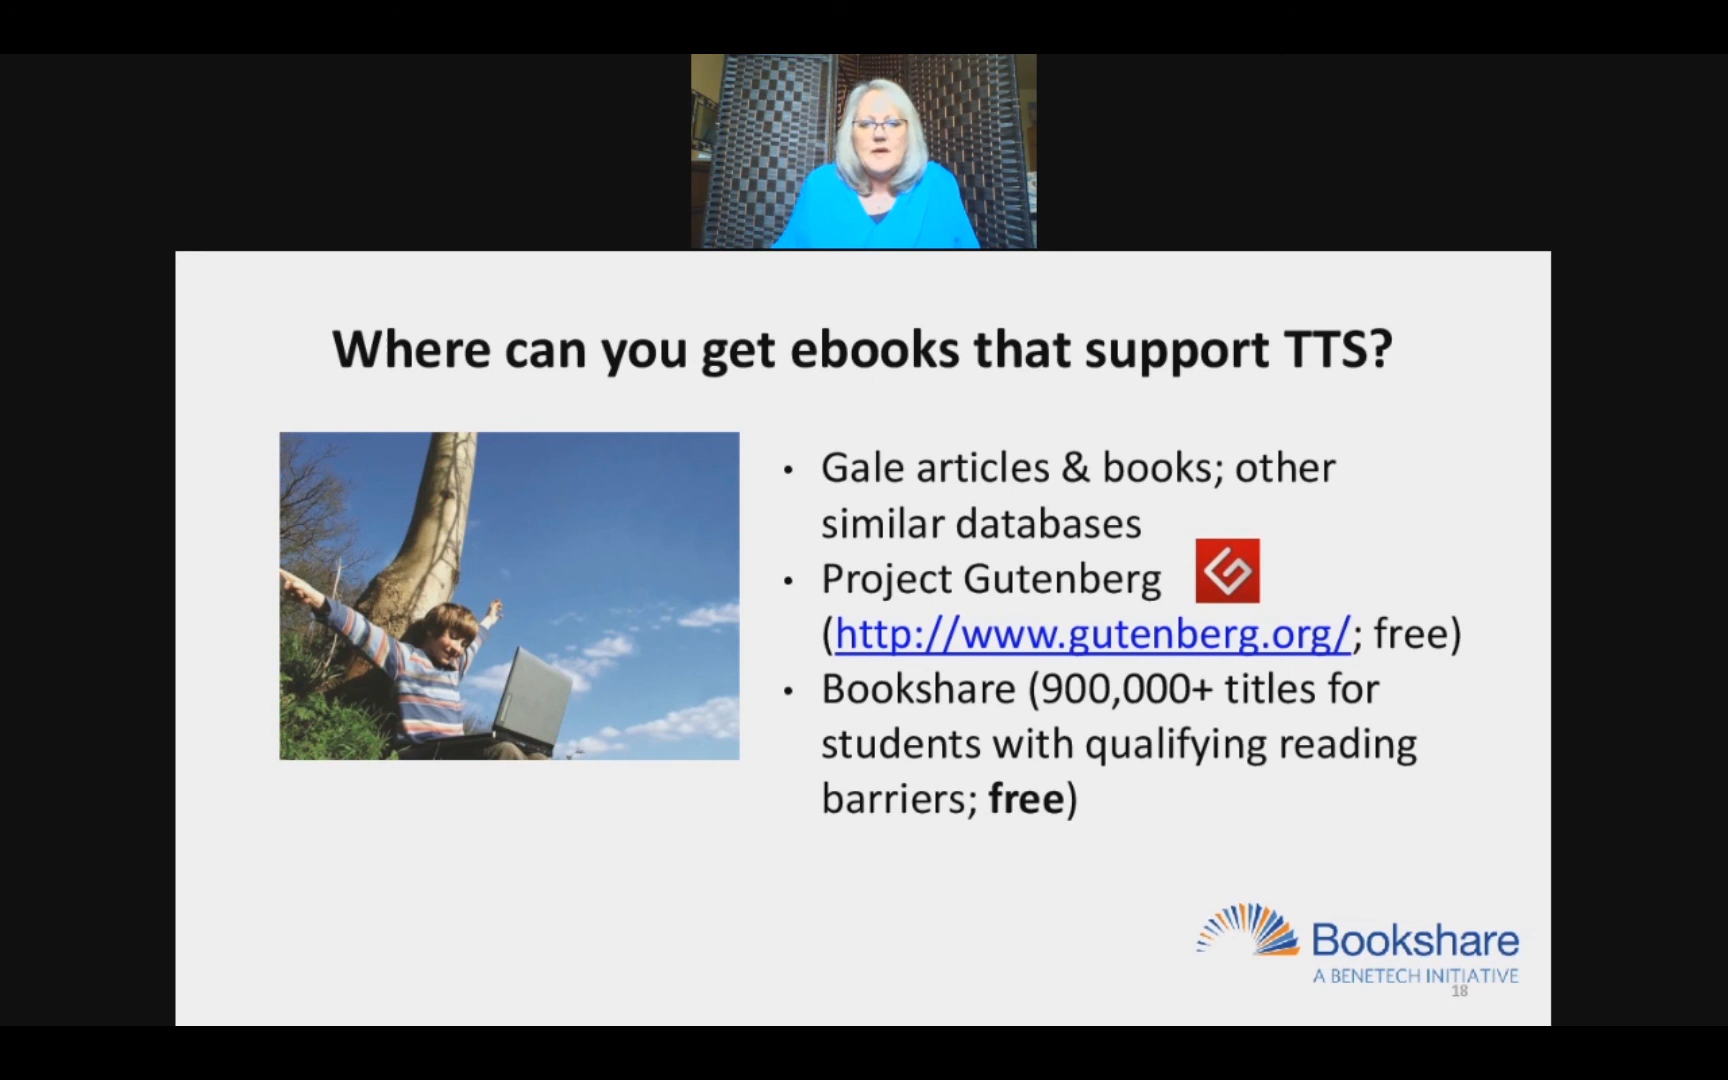 Where can you get ebooks that support TTS?
• Gale articles & books; other
similar databases
• Project Gutenberg
(http://www.gutenberg.org/; free)
• Bookshare (900,000+ titles for
students with qualifying reading
barriers; free)
Bookshare
A BENETECH INITIATIVE
18